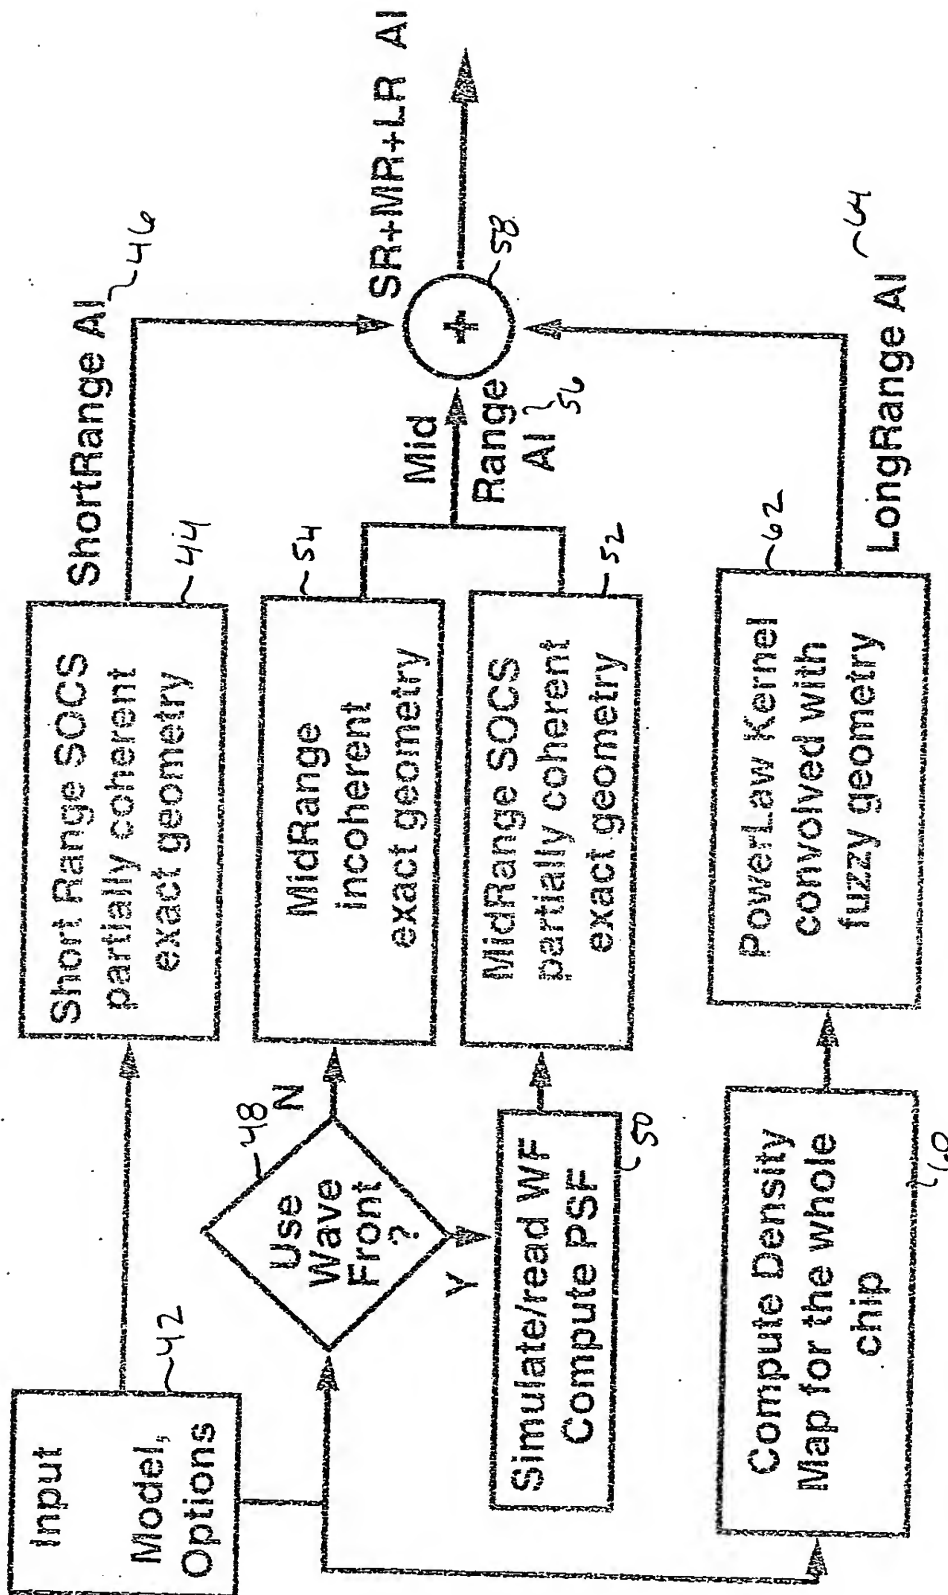 Input
Model,
Options
42
Short Range SOCS
partially coherent
exact geometry
44
ShortRange AI
46
Use
Wave
Front
?
48
N
Y
MidRange
incoherent
exact geometry
54
Simulate/read WF
Compute PSF
50
MidRange SOCS
partially coherent
exact geometry
52
Mid
Range
AI
56
+
58
SR+MR+LR AI
Compute Density
Map for the whole
chip
60
PowerLaw Kernel
convolved with
fuzzy geometry
62
LongRange AI
64